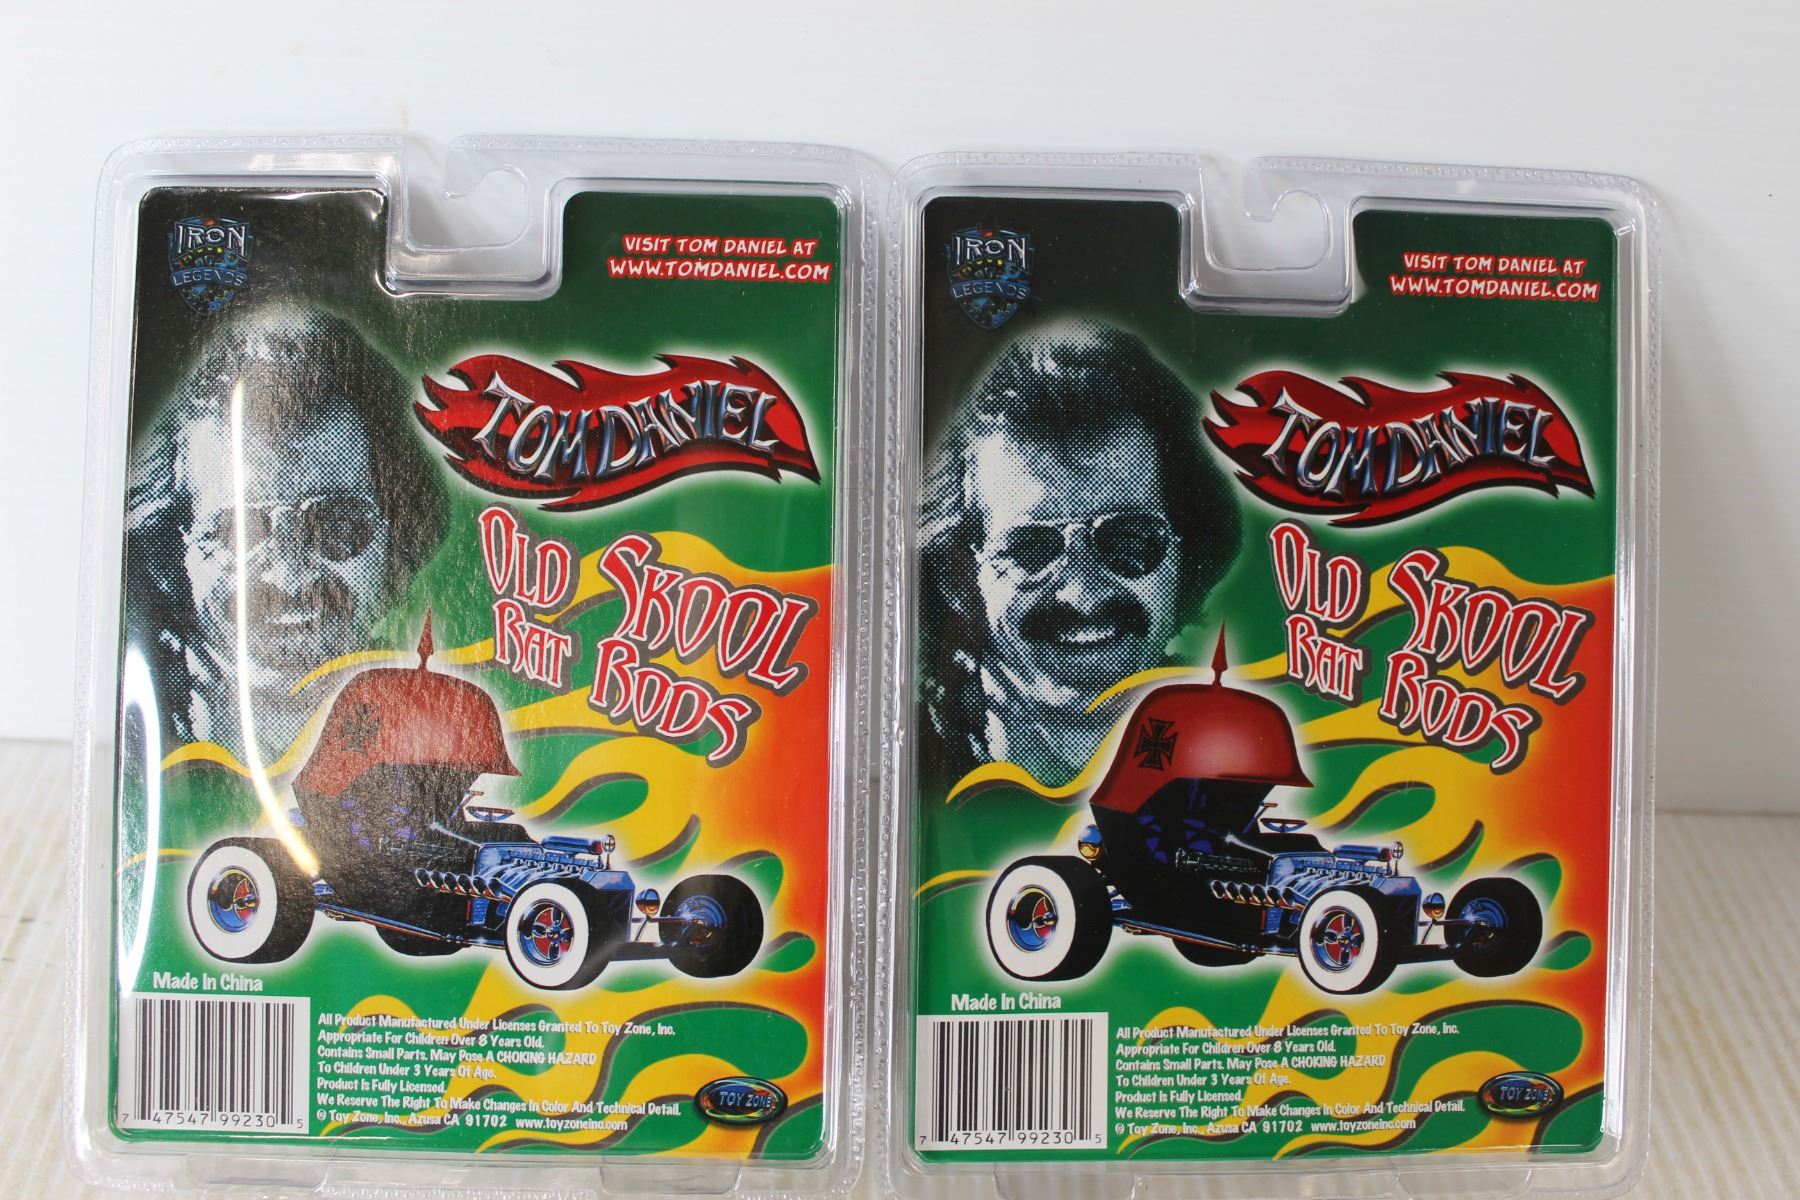 IRON
LEGENDS
VISIT TOM DANIEL AT
WWW.TOMDANIEL.COM
TOM DANIEL
OLD SKOOL
RAT RODS
Made In China
7 47547 99230 5
All Product Manufactured Under Licenses Granted To Toy Zone, Inc.
Appropriate For Children Over 8 Years Old.
Contains Small Parts. May Pose A CHOKING HAZARD
To Children Under 3 Years Of Age.
Product Is Fully Licensed.
We Reserve The Right To Make Changes In Color And Technical Detail.
© Toy Zone, Inc., Azusa CA 91702 www.toyzoneinc.com
TOY ZONE
IRON
LEGENDS
VISIT TOM DANIEL AT
WWW.TOMDANIEL.COM
TOM DANIEL
OLD SKOOL
RAT RODS
Made In China
7 47547 99230 5
All Product Manufactured Under Licenses Granted To Toy Zone, Inc.
Appropriate For Children Over 8 Years Old.
Contains Small Parts. May Pose A CHOKING HAZARD
To Children Under 3 Years Of Age.
Product Is Fully Licensed.
We Reserve The Right To Make Changes In Color And Technical Detail.
© Toy Zone, Inc., Azusa CA 91702 www.toyzoneinc.com
TOY ZONE